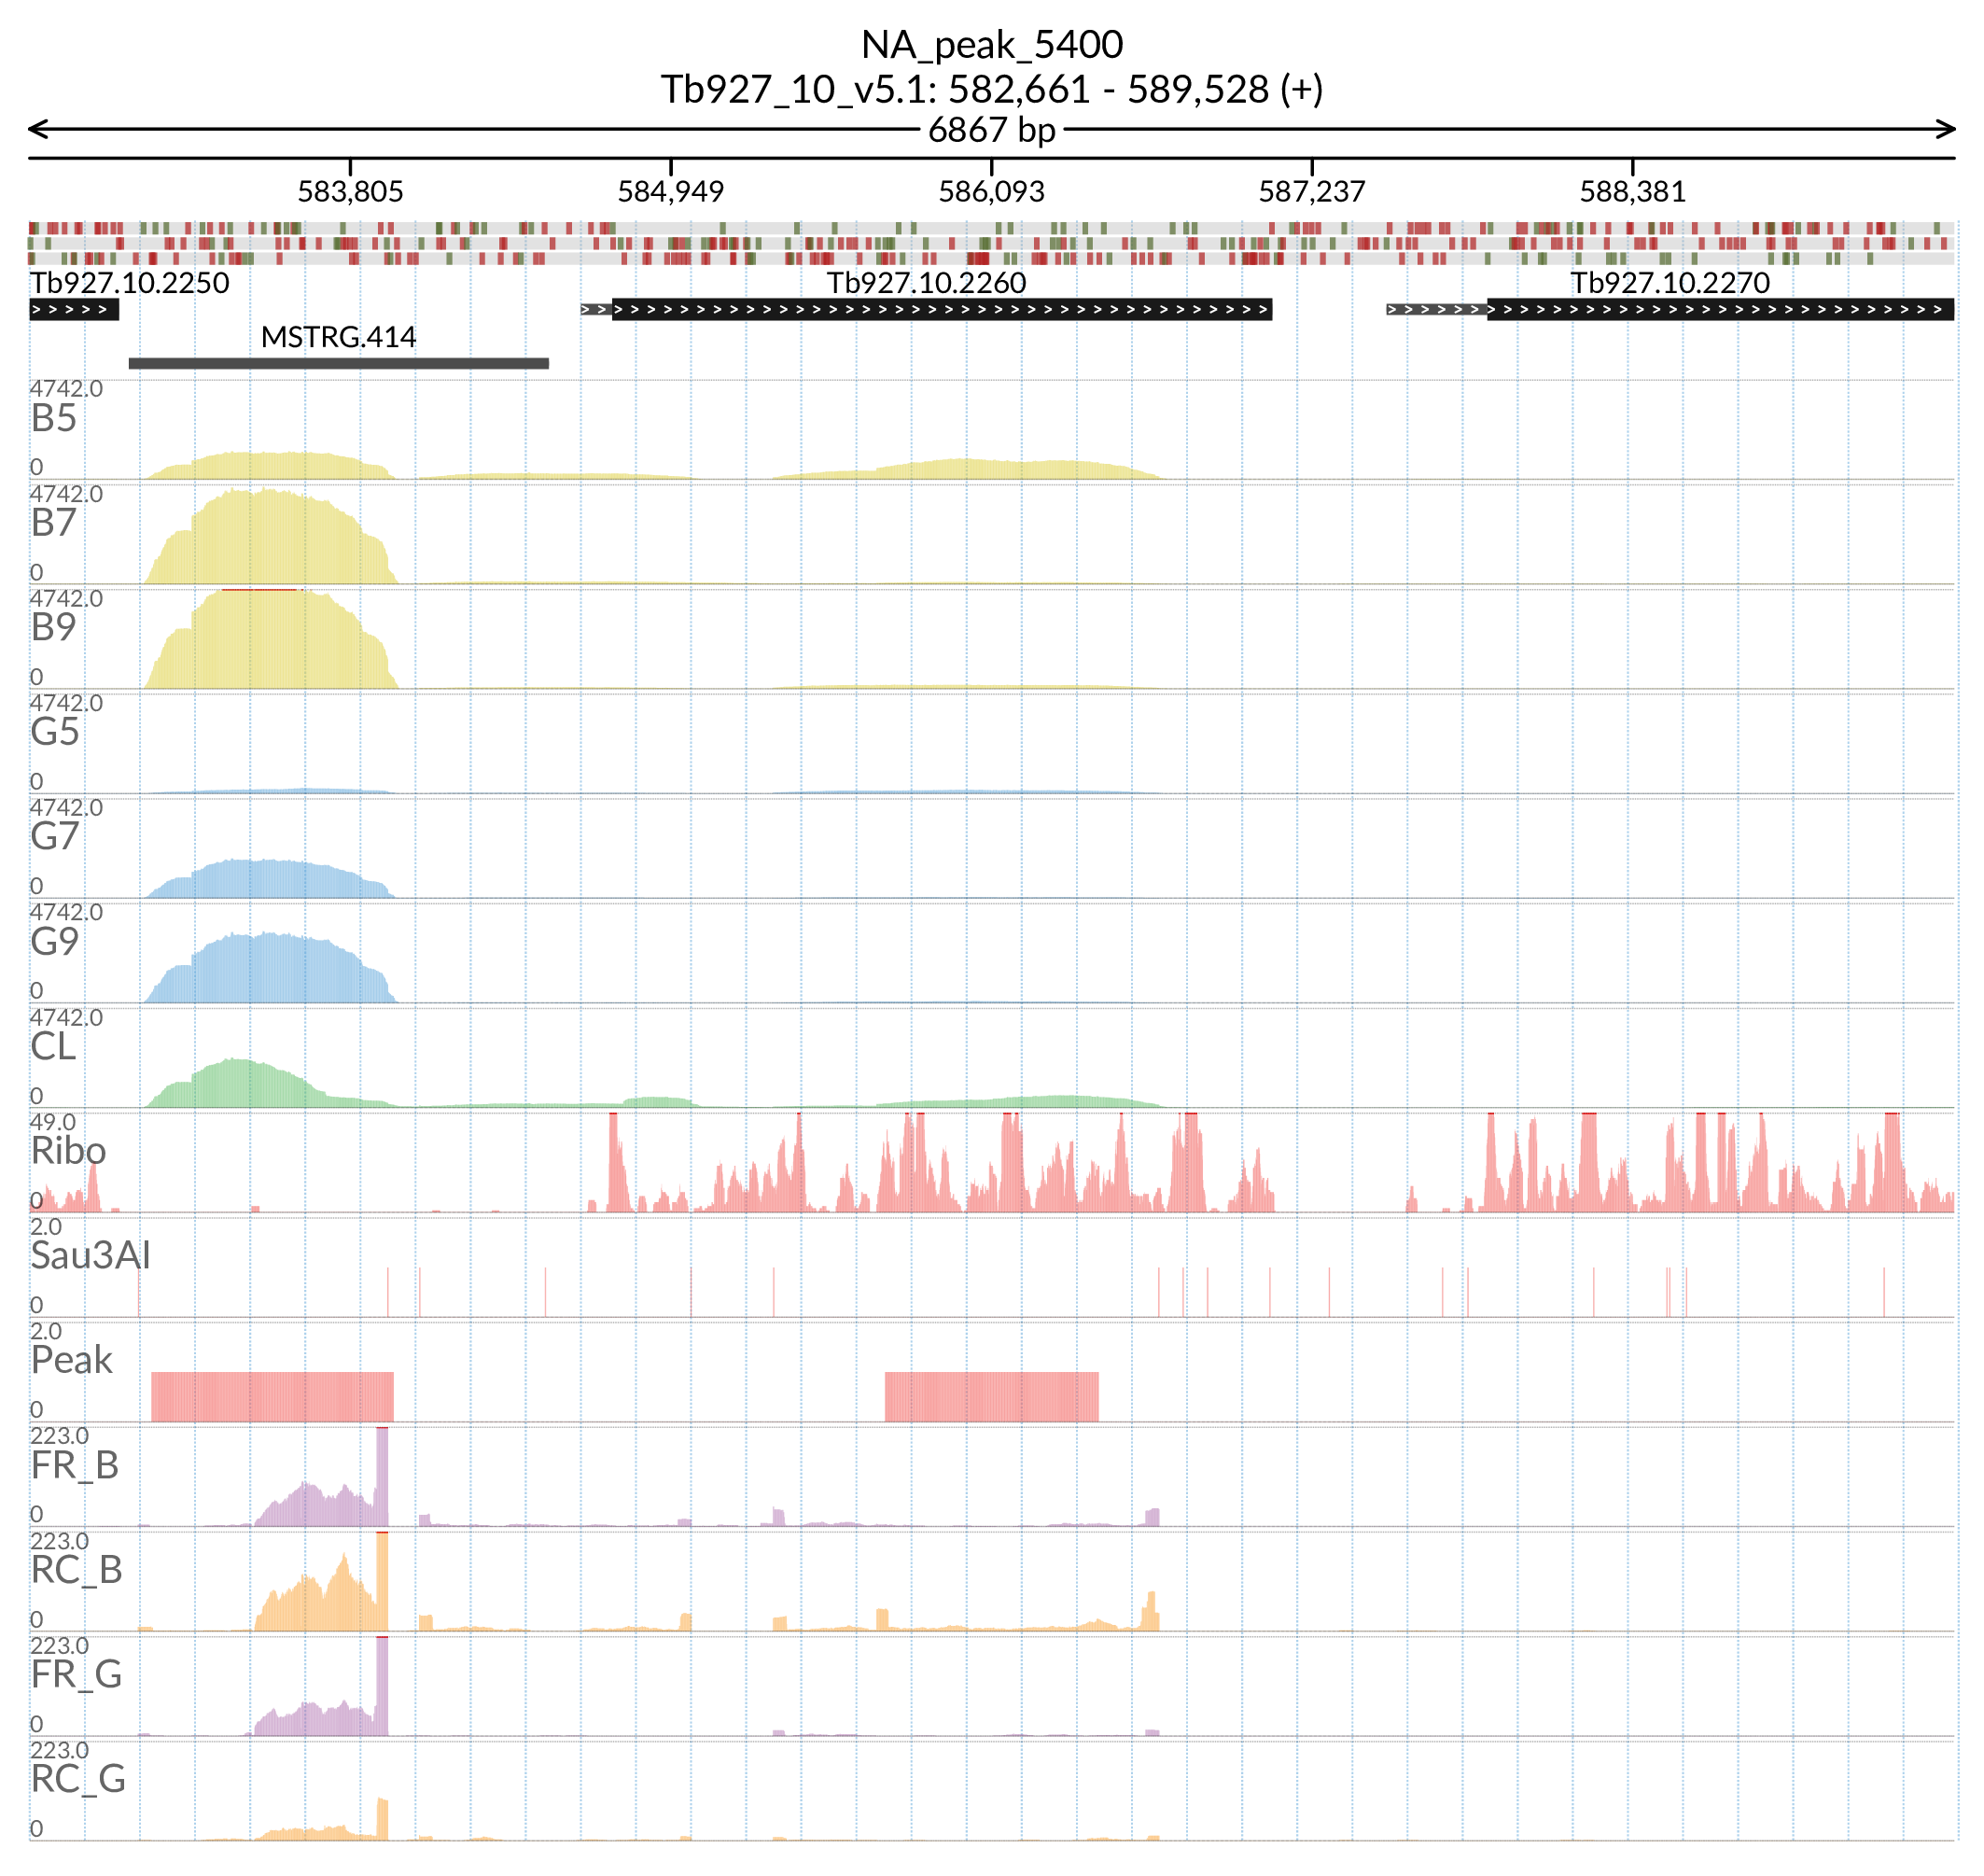 NA_peak_5400
Tb927_10_v5.1: 582,661 - 589,528 (+)
6867 bp
583,805 584,949 586,093 587,237 588,381
Tb927.10.2250 Tb927.10.2260 Tb927.10.2270
MSTRG.414
4742.0
B5
0
4742.0
B7
0
4742.0
B9
0
4742.0
G5
0
4742.0
G7
0
4742.0
G9
0
4742.0
CL
0
49.0
Ribo
0
2.0
Sau3AI
0
2.0
Peak
0
223.0
FR_B
0
223.0
RC_B
0
223.0
FR_G
0
223.0
RC_G
0